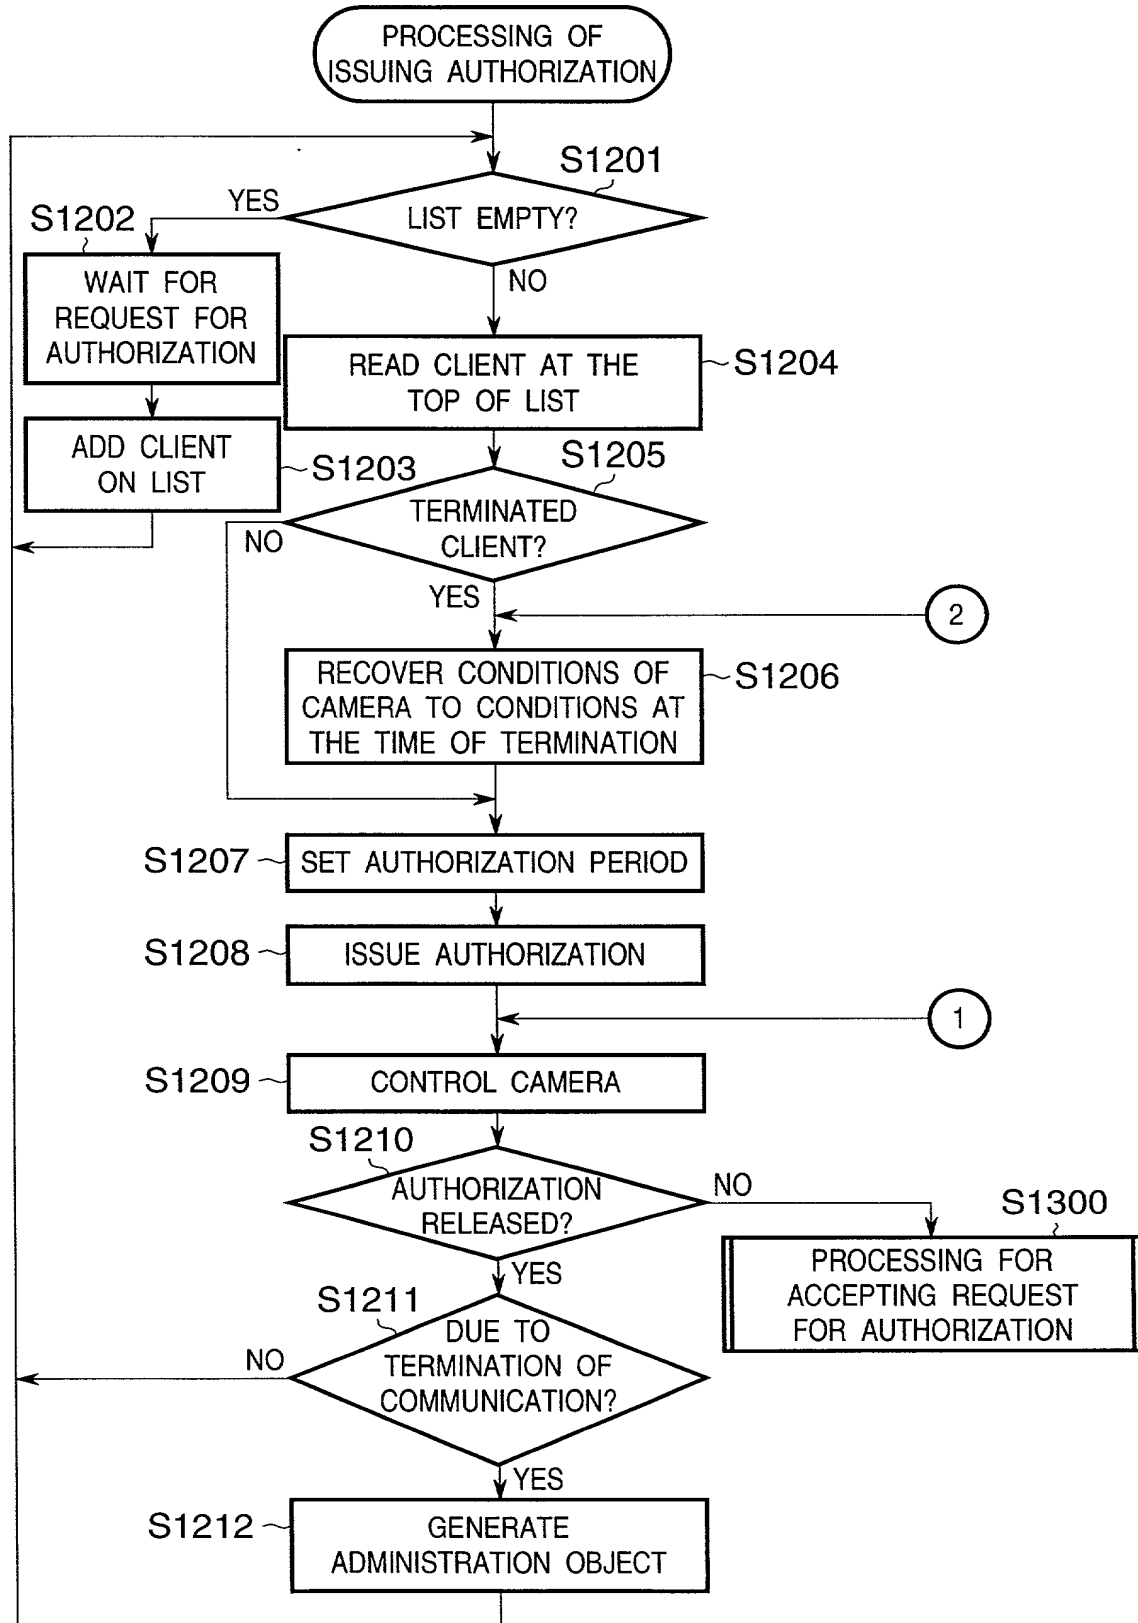 PROCESSING OF
ISSUING AUTHORIZATION
S1201
YES
LIST EMPTY?
S1202
NO
WAIT FOR
REQUEST FOR
AUTHORIZATION
READ CLIENT AT THE
TOP OF LIST
S1204
ADD CLIENT
ON LIST
S1203
S1205
TERMINATED
CLIENT?
NO
YES
2
RECOVER CONDITIONS OF
CAMERA TO CONDITIONS AT
THE TIME OF TERMINATION
S1206
S1207
SET AUTHORIZATION PERIOD
S1208
ISSUE AUTHORIZATION
1
S1209
CONTROL CAMERA
S1210
AUTHORIZATION
RELEASED?
NO
YES
S1300
PROCESSING FOR
ACCEPTING REQUEST
FOR AUTHORIZATION
S1211
DUE TO
TERMINATION OF
COMMUNICATION?
NO
YES
S1212
GENERATE
ADMINISTRATION OBJECT